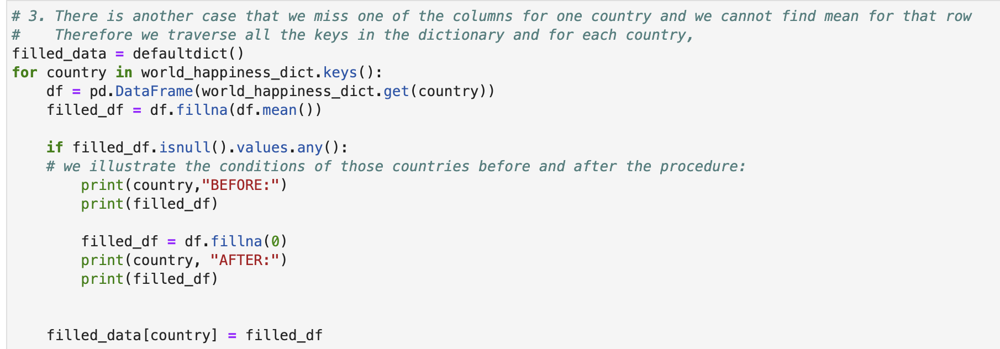 # 3. There is another case that we miss one of the columns for one country and we cannot find mean for that row
#    Therefore we traverse all the keys in the dictionary and for each country,
filled_data = defaultdict()
for country in world_happiness_dict.keys():
    df = pd.DataFrame(world_happiness_dict.get(country))
    filled_df = df.fillna(df.mean())

    if filled_df.isnull().values.any():
    # we illustrate the conditions of those countries before and after the procedure:
        print(country,"BEFORE:")
        print(filled_df)

        filled_df = df.fillna(0)
        print(country, "AFTER:")
        print(filled_df)


    filled_data[country] = filled_df